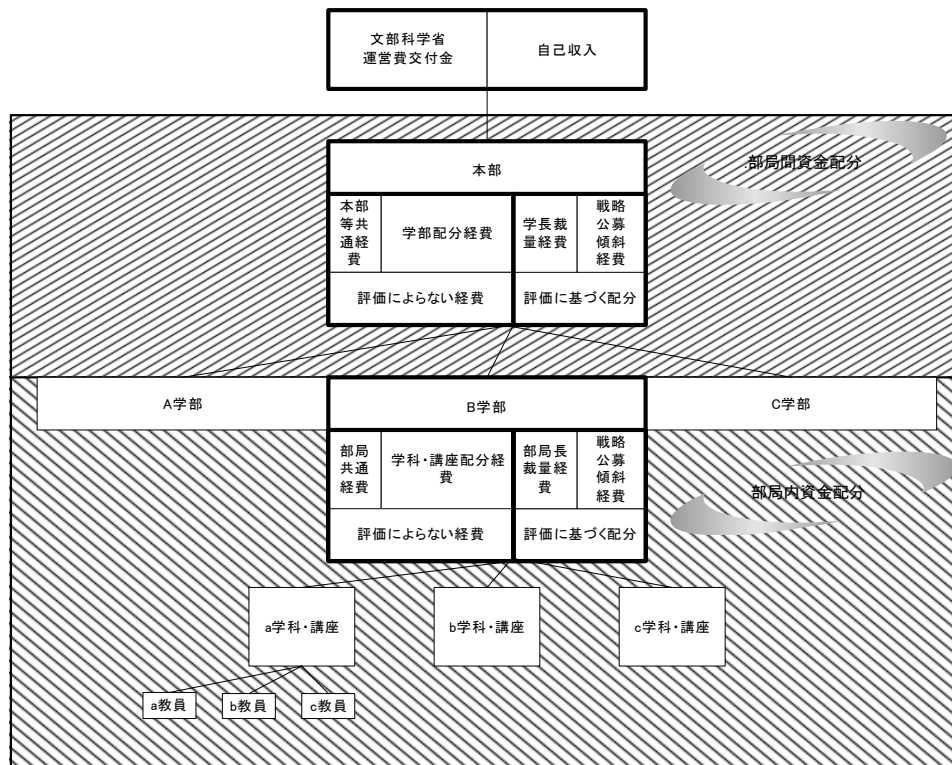 文部科学省
運営費交付金
自己収入
部局間資金配分
本部
本部
等共
通経
費
学部配分経費
学長裁
量経費
戦略
公募
傾斜
経費
評価によらない経費
評価に基づく配分
A学部
B学部
C学部
部局
共通
経費
学科・講座配分経
費
部局長
裁量経
費
戦略
公募
傾斜
経費
部局内資金配分
評価によらない経費
評価に基づく配分
a学科・講座
b学科・講座
c学科・講座
a教員
b教員
c教員